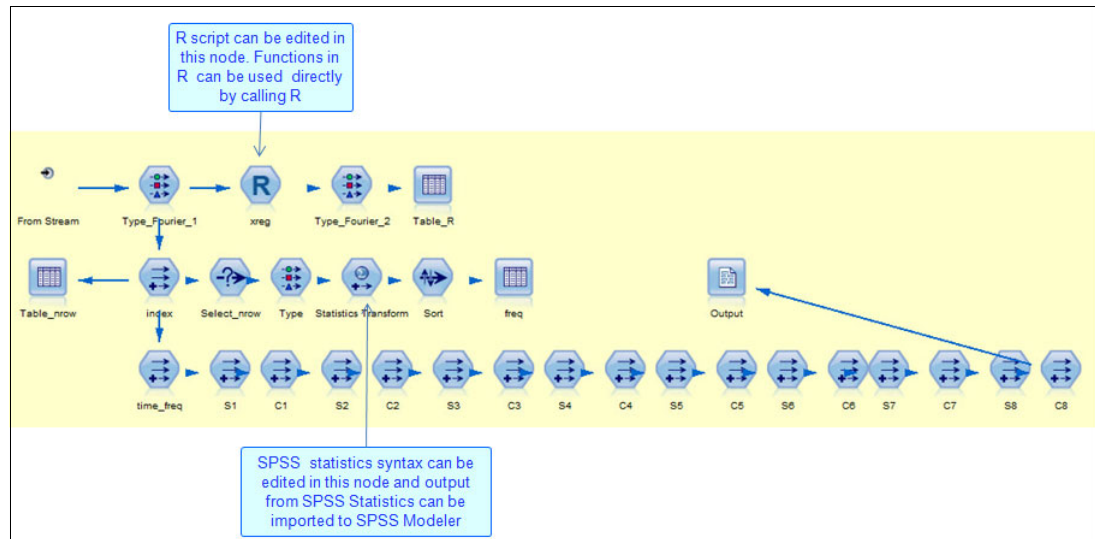 R script can be edited in
this node. Functions in
R can be used directly
by calling R
R
From Stream
Type_Fourier_1
xreg
Type_Fourier_2
Table_R
Table_nrow
index
Select_nrow
Type
Statistics Transform
Sort
freq
Output
time_freq
S1
C1
S2
C2
S3
C3
S4
C4
S5
C5
S6
C6
S7
C7
S8
C8
SPSS statistics syntax can be
edited in this node and output
from SPSS Statistics can be
imported to SPSS Modeler